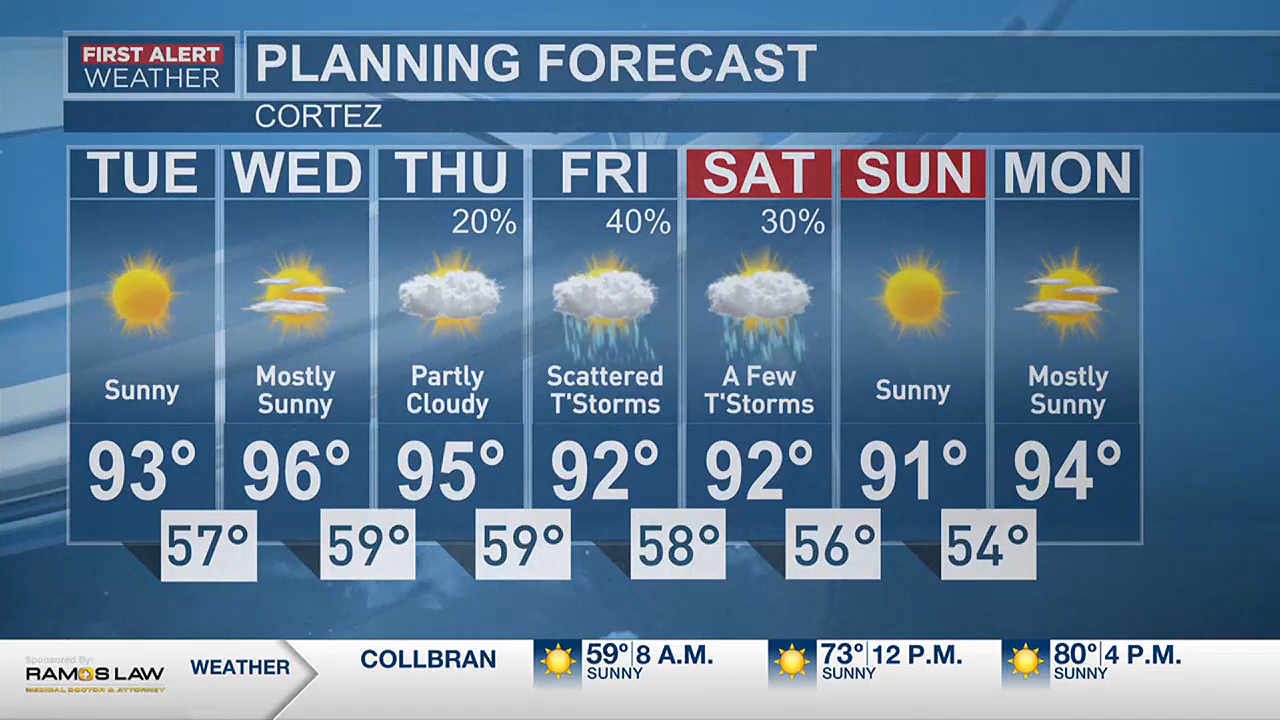 FIRST ALERT
WEATHER
PLANNING FORECAST
CORTEZ
TUE WED THU FRI SAT SUN MON
20% 40% 30%
Sunny
Mostly
Sunny
Partly
Cloudy
Scattered
T'Storms
A Few
T'Storms
Sunny
Mostly
Sunny
93° 96° 95° 92° 92° 91° 94°
57° 59° 59° 58° 56° 54°
Sponsored By:
RAMOS LAW
MEDICAL DOCTOR & ATTORNEY
WEATHER
COLLBRAN
59° 8 A.M.
SUNNY
73° 12 P.M.
SUNNY
80° 4 P.M.
SUNNY